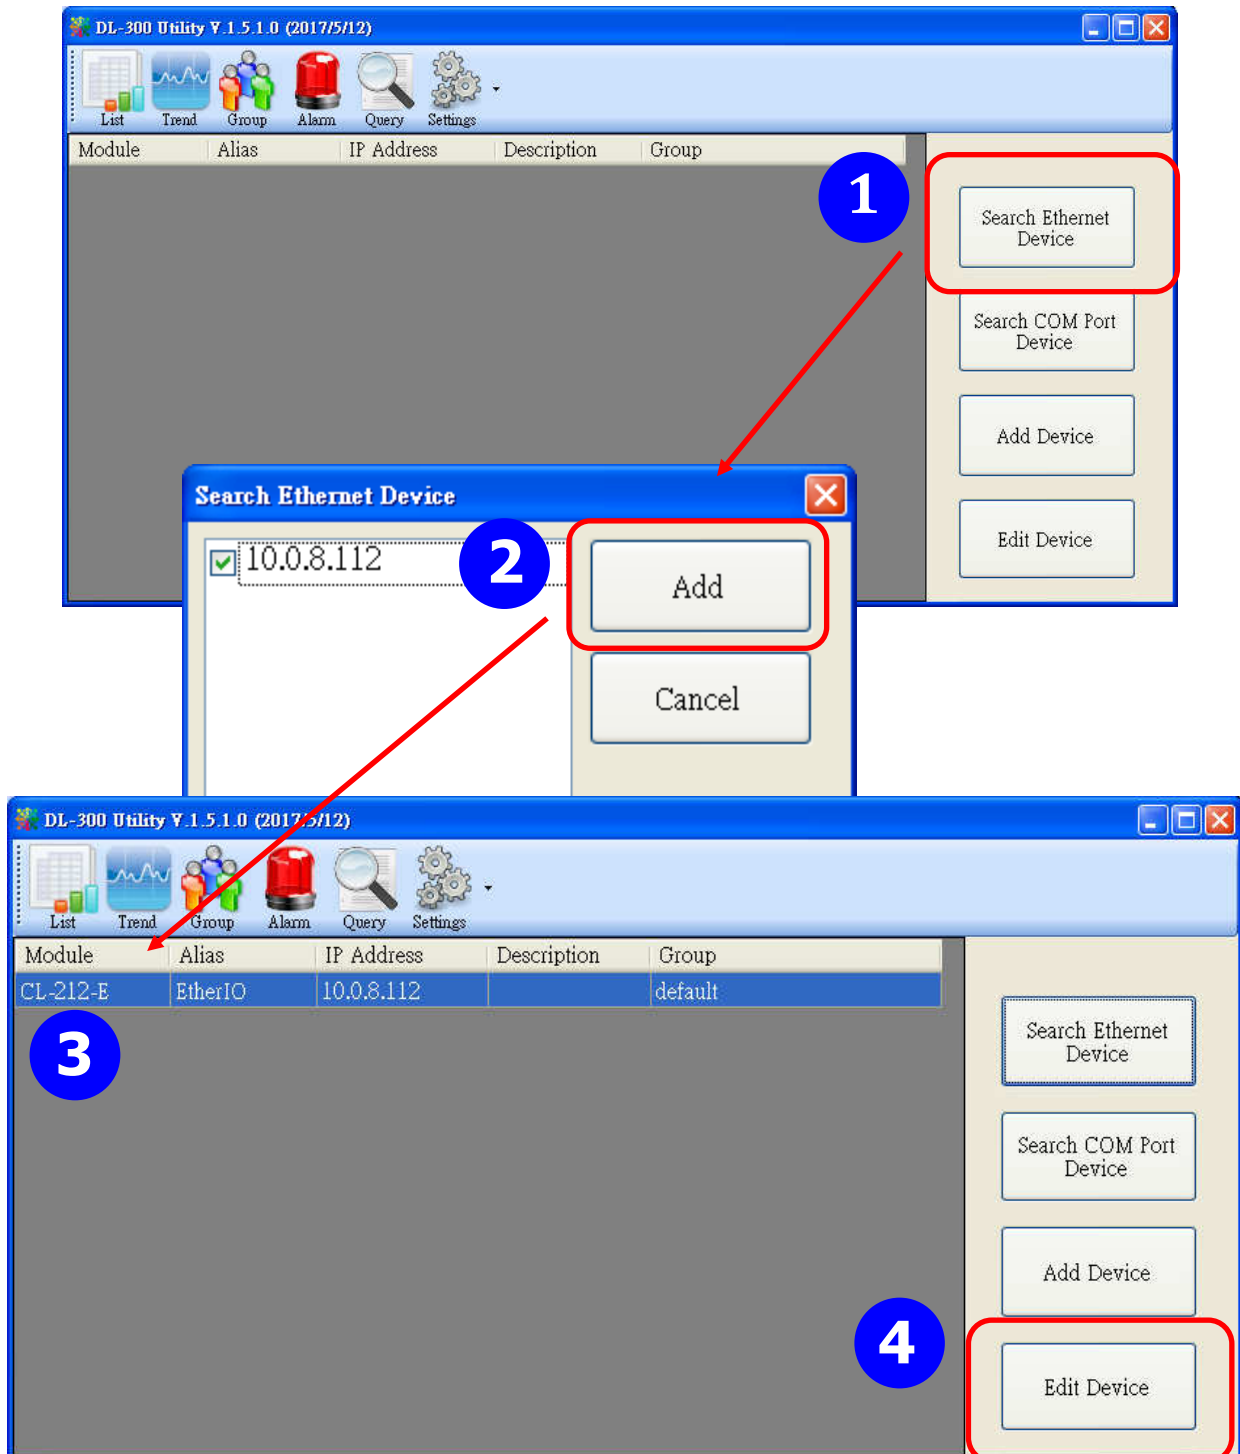 DL-300 Utility V.1.5.1.0 (2017/5/12)
List Trend Group Alarm Query Settings
Module Alias IP Address Description Group
1
Search Ethernet
Device
Search COM Port
Device
Add Device
Edit Device
Search Ethernet Device
10.0.8.112
2
Add
Cancel
DL-300 Utility V.1.5.1.0 (2017/5/12)
List Trend Group Alarm Query Settings
Module Alias IP Address Description Group
CL-212-E EtherIO 10.0.8.112 default
3
Search Ethernet
Device
Search COM Port
Device
Add Device
4
Edit Device